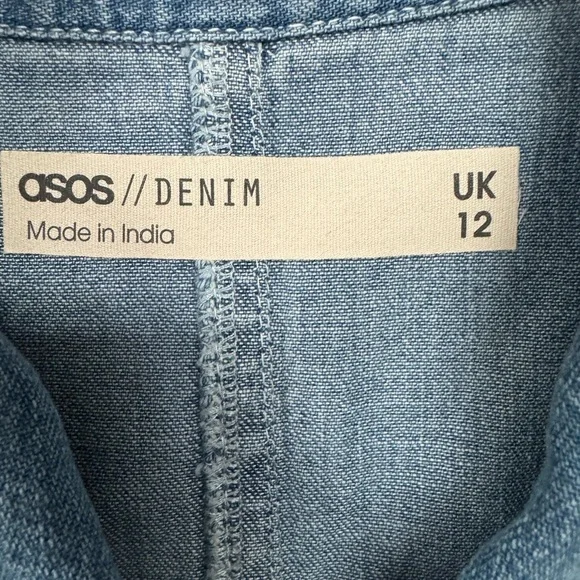 asos // DENIM
Made in India
UK
12